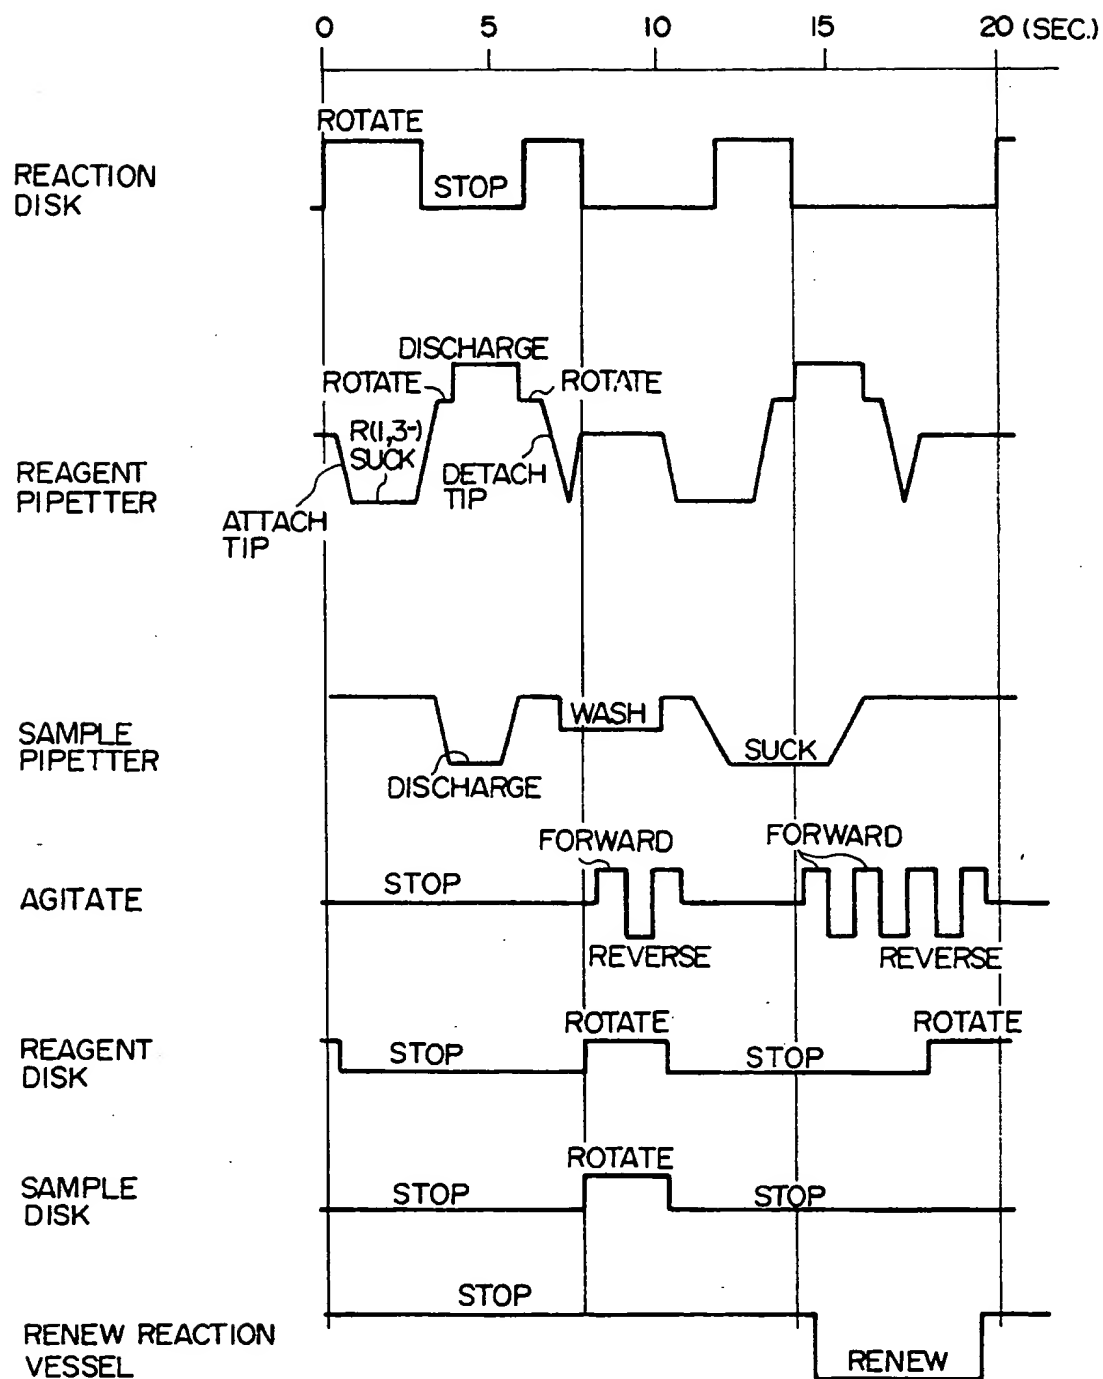 0 5 10 15 20 (SEC.)
ROTATE
REACTION
DISK
STOP
DISCHARGE
ROTATE
ROTATE
R(1,3-)
SUCK
REAGENT
PIPETTER
DETACH
TIP
ATTACH
TIP
SAMPLE
PIPETTER
WASH
SUCK
DISCHARGE
FORWARD
FORWARD
AGITATE
STOP
REVERSE
REVERSE
ROTATE
ROTATE
REAGENT
DISK
STOP
STOP
ROTATE
SAMPLE
DISK
STOP
STOP
STOP
RENEW REACTION
VESSEL
RENEW